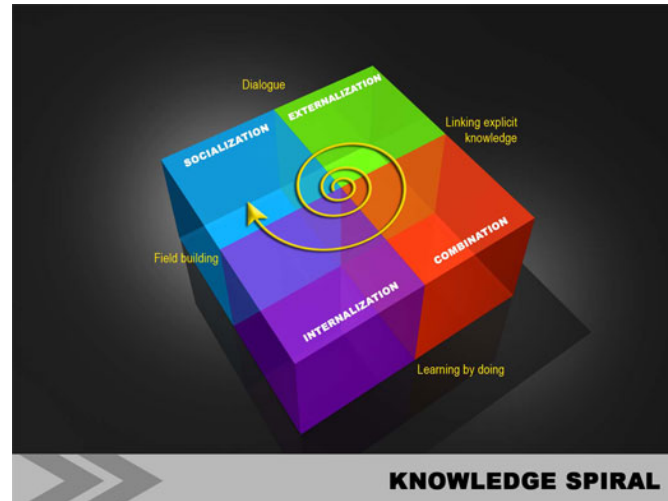 Dialogue
EXTERNALIZATION
SOCIALIZATION
Linking explicit
knowledge
COMBINATION
Field building
INTERNALIZATION
Learning by doing
KNOWLEDGE SPIRAL